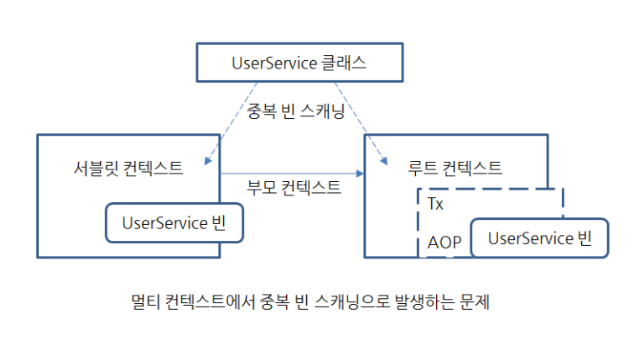 UserService 클래스
중복 빈 스캐닝
서블릿 컨텍스트
루트 컨텍스트
부모 컨텍스트
Tx
UserService 빈
AOP
UserService 빈
멀티 컨텍스트에서 중복 빈 스캐닝으로 발생하는 문제